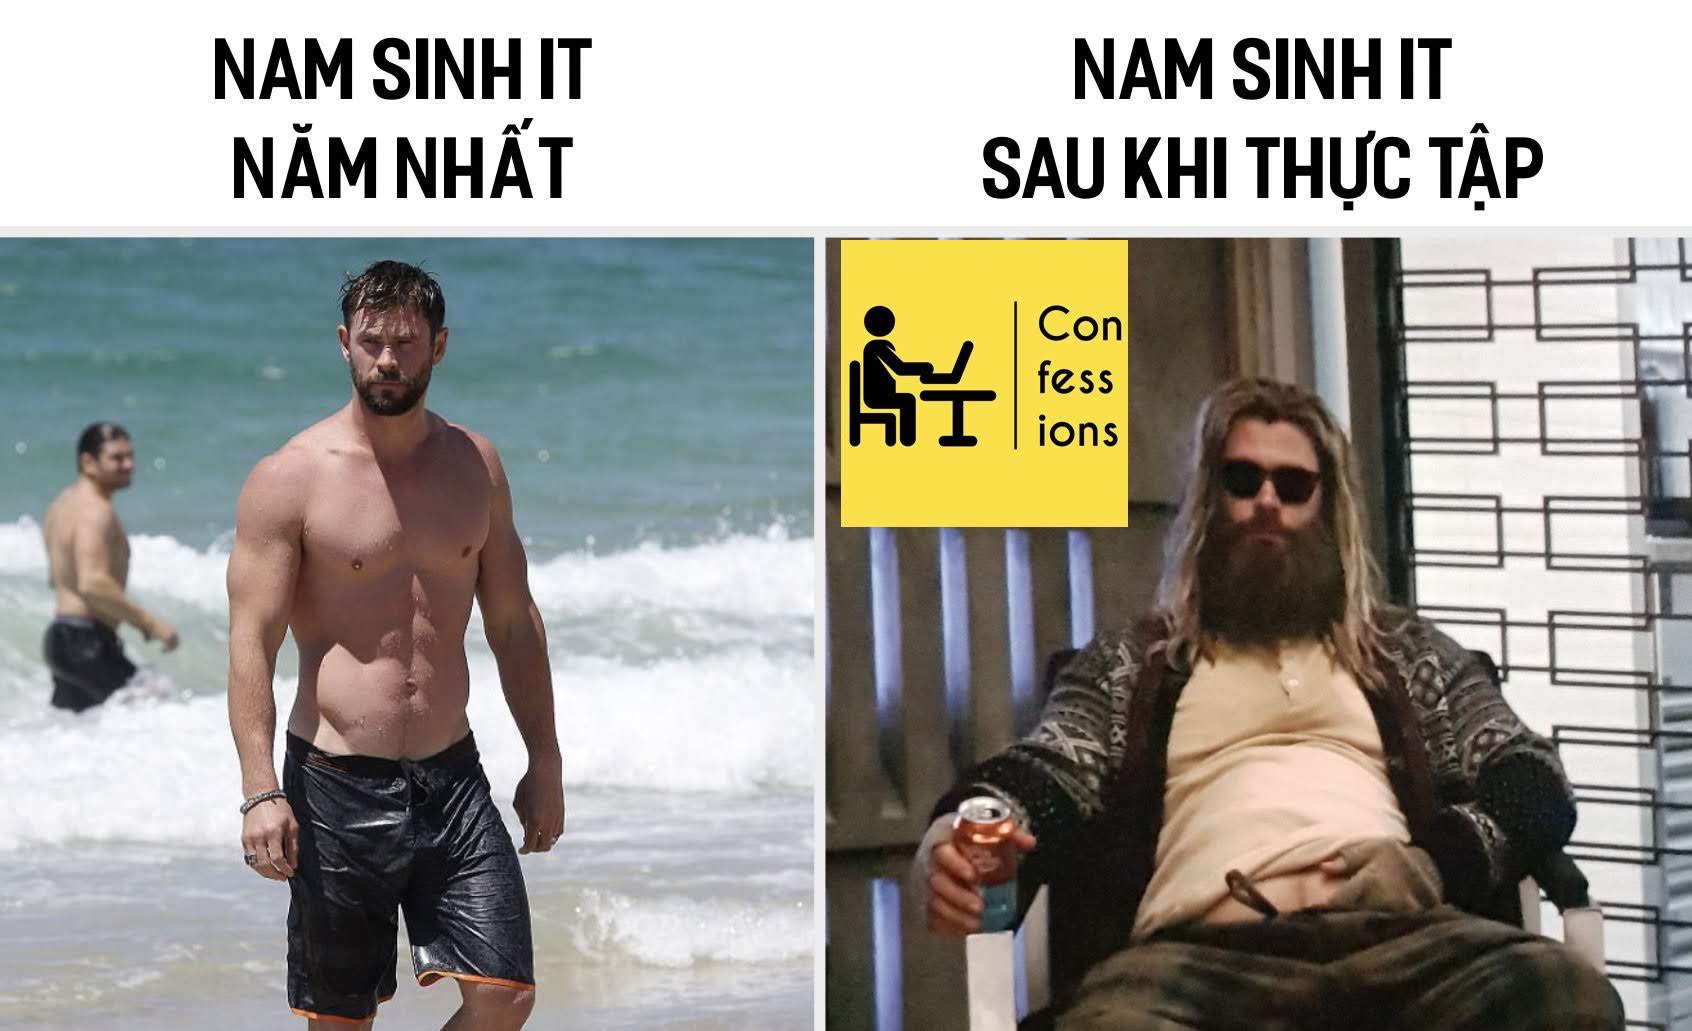 NAM SINH IT
NĂM NHẤT
NAM SINH IT
SAU KHI THỰC TẬP
Con
fess
ions